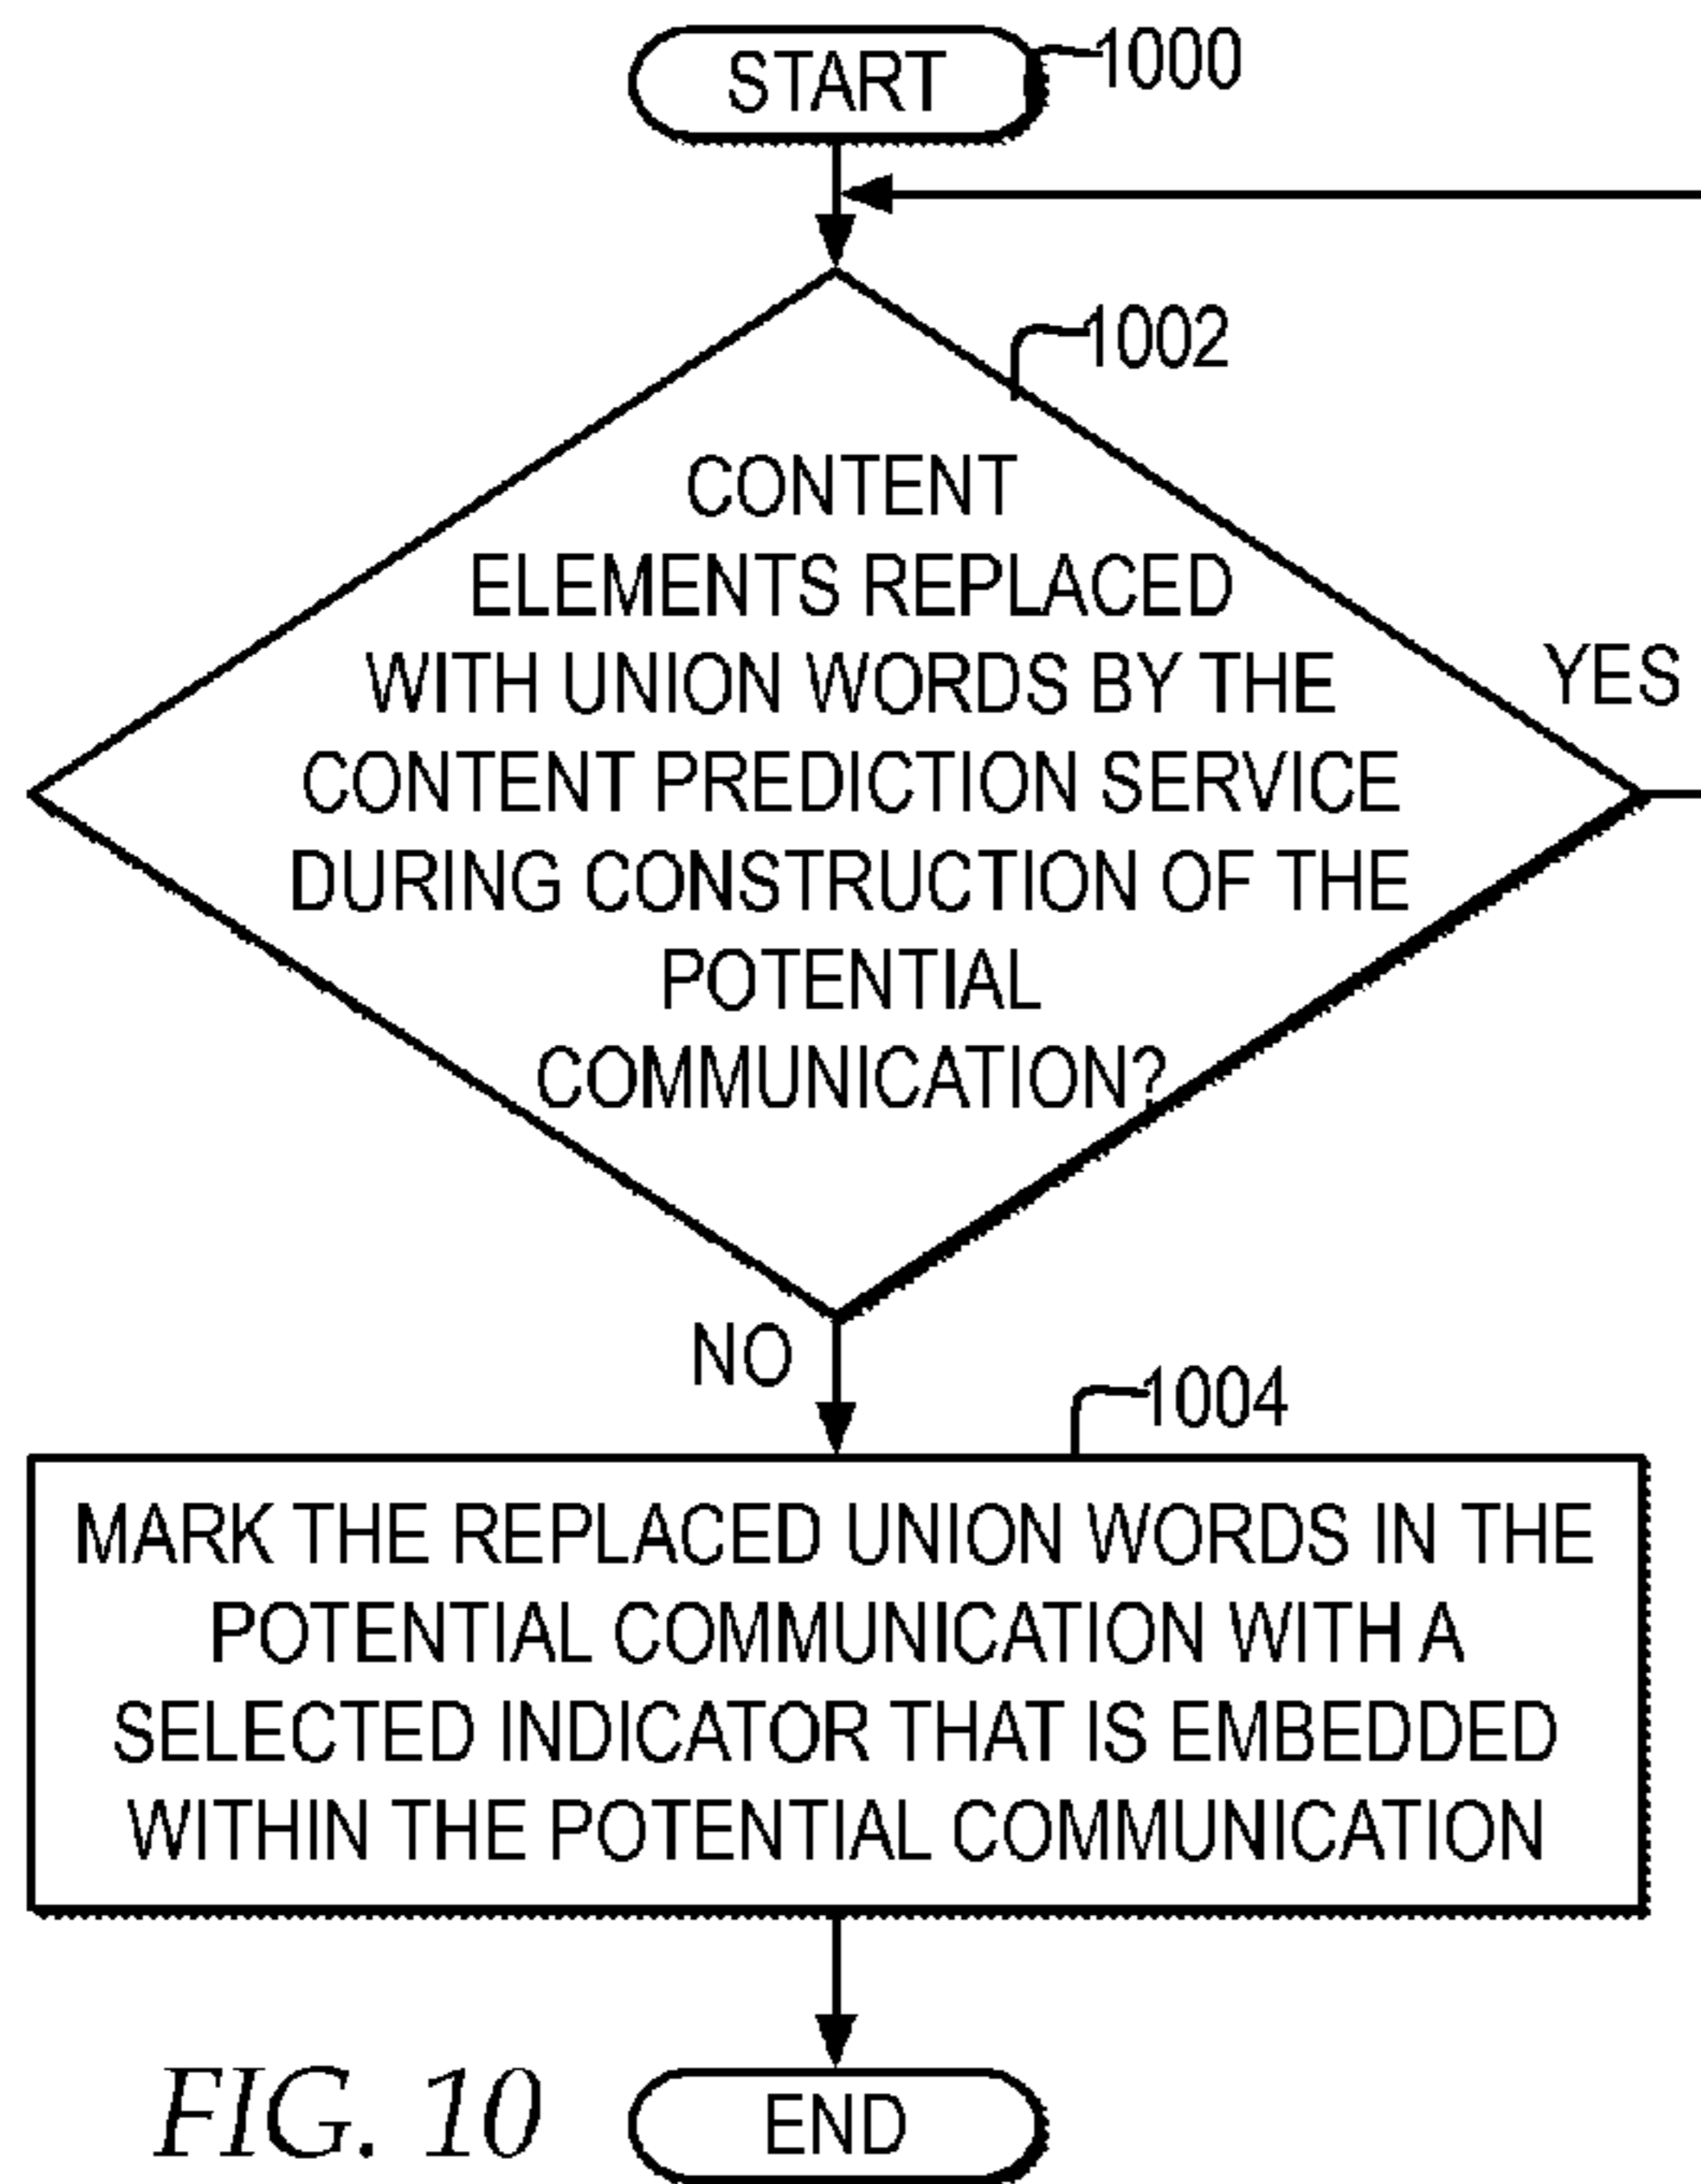 START
1000
1002
CONTENT
ELEMENTS REPLACED
WITH UNION WORDS BY THE
CONTENT PREDICTION SERVICE
DURING CONSTRUCTION OF THE
POTENTIAL
COMMUNICATION?
YES
NO
1004
MARK THE REPLACED UNION WORDS IN THE
POTENTIAL COMMUNICATION WITH A
SELECTED INDICATOR THAT IS EMBEDDED
WITHIN THE POTENTIAL COMMUNICATION
END
FIG. 10